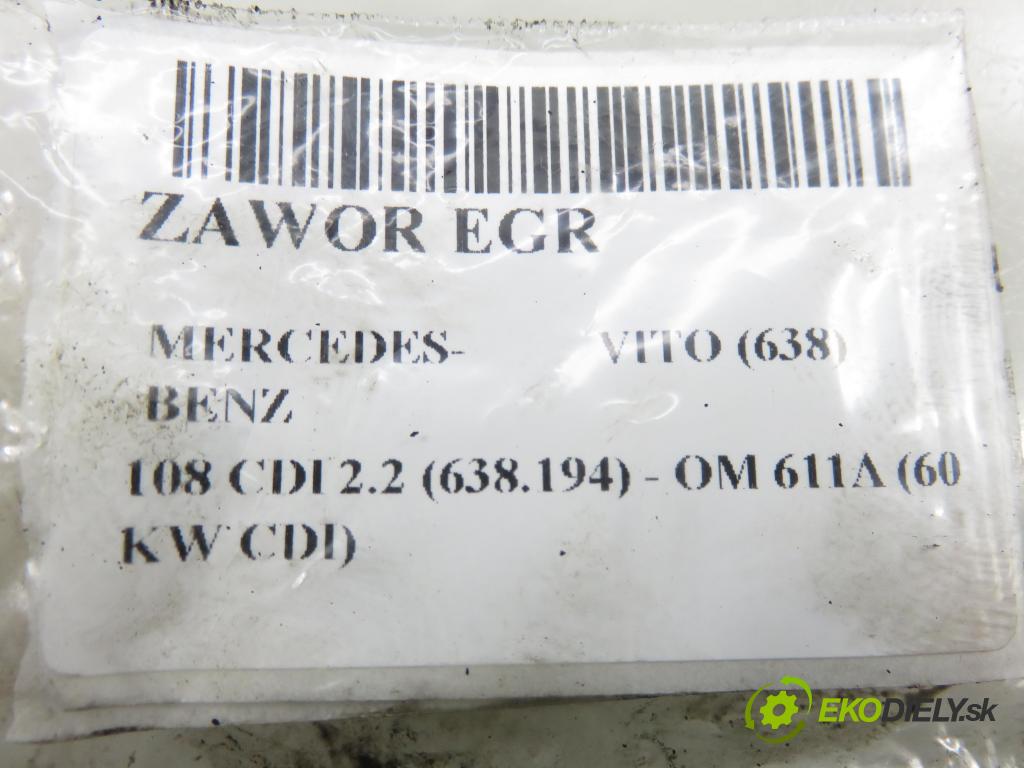 ZAWOR EGR
MERCEDES- VITO (638)
BENZ
108 CDI 2.2 (638.194) - OM 611A (60
KW CDI)
EKODIELY.sk